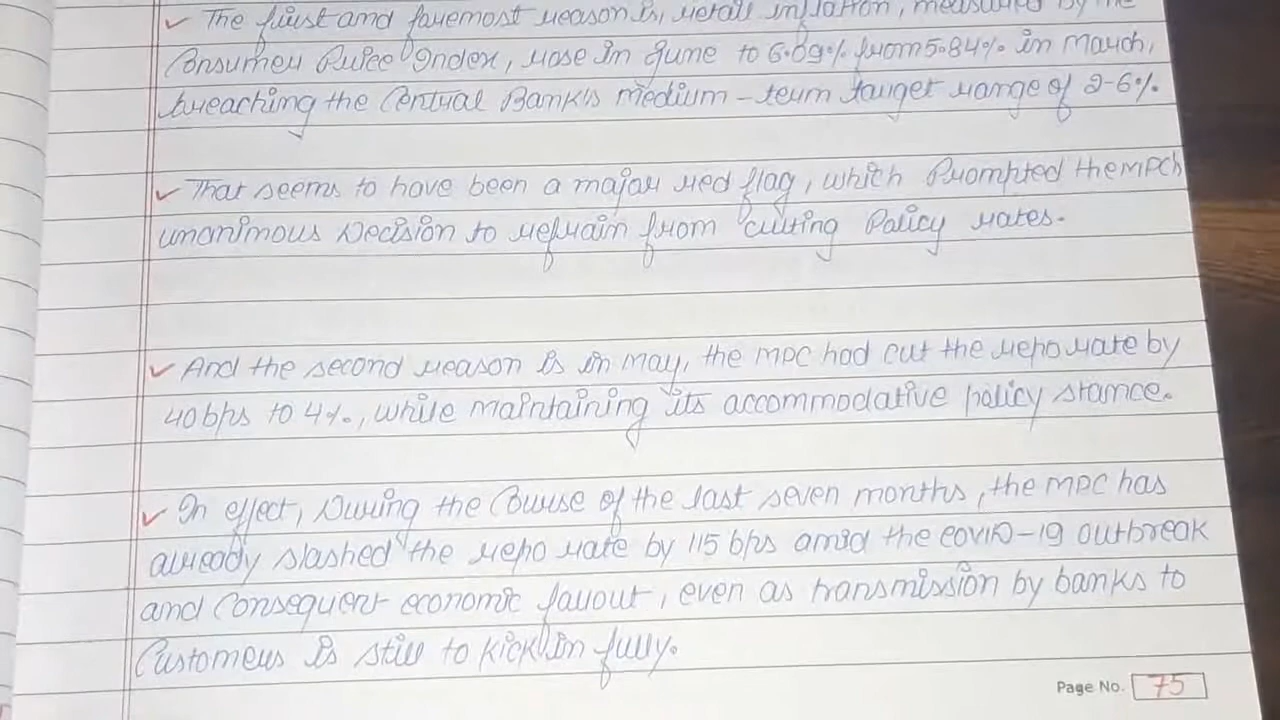 ✓ The first and foremost reason is, retail inflation, measured by the
Consumer Price Index, rose in June to 6.09% from 5.84% in March,
breaching the Central Bank's medium-term target range of 2-6%.
✓ That seems to have been a major red flag, which Prompted the MPCs
unanimous Decision to refrain from cutting Policy rates.
✓ And the second reason is in may, the MPC had cut the repo rate by
40 bps to 4%, while maintaining its accommodative policy stamce.
✓ In effect, During the Course of the last seven months, the MPC has
already slashed the repo rate by 115 bps amid the COVID-19 outbreak
and Consequent economic fallout, even as transmission by banks to
Customers is still to kick in fully.
Page No. 75